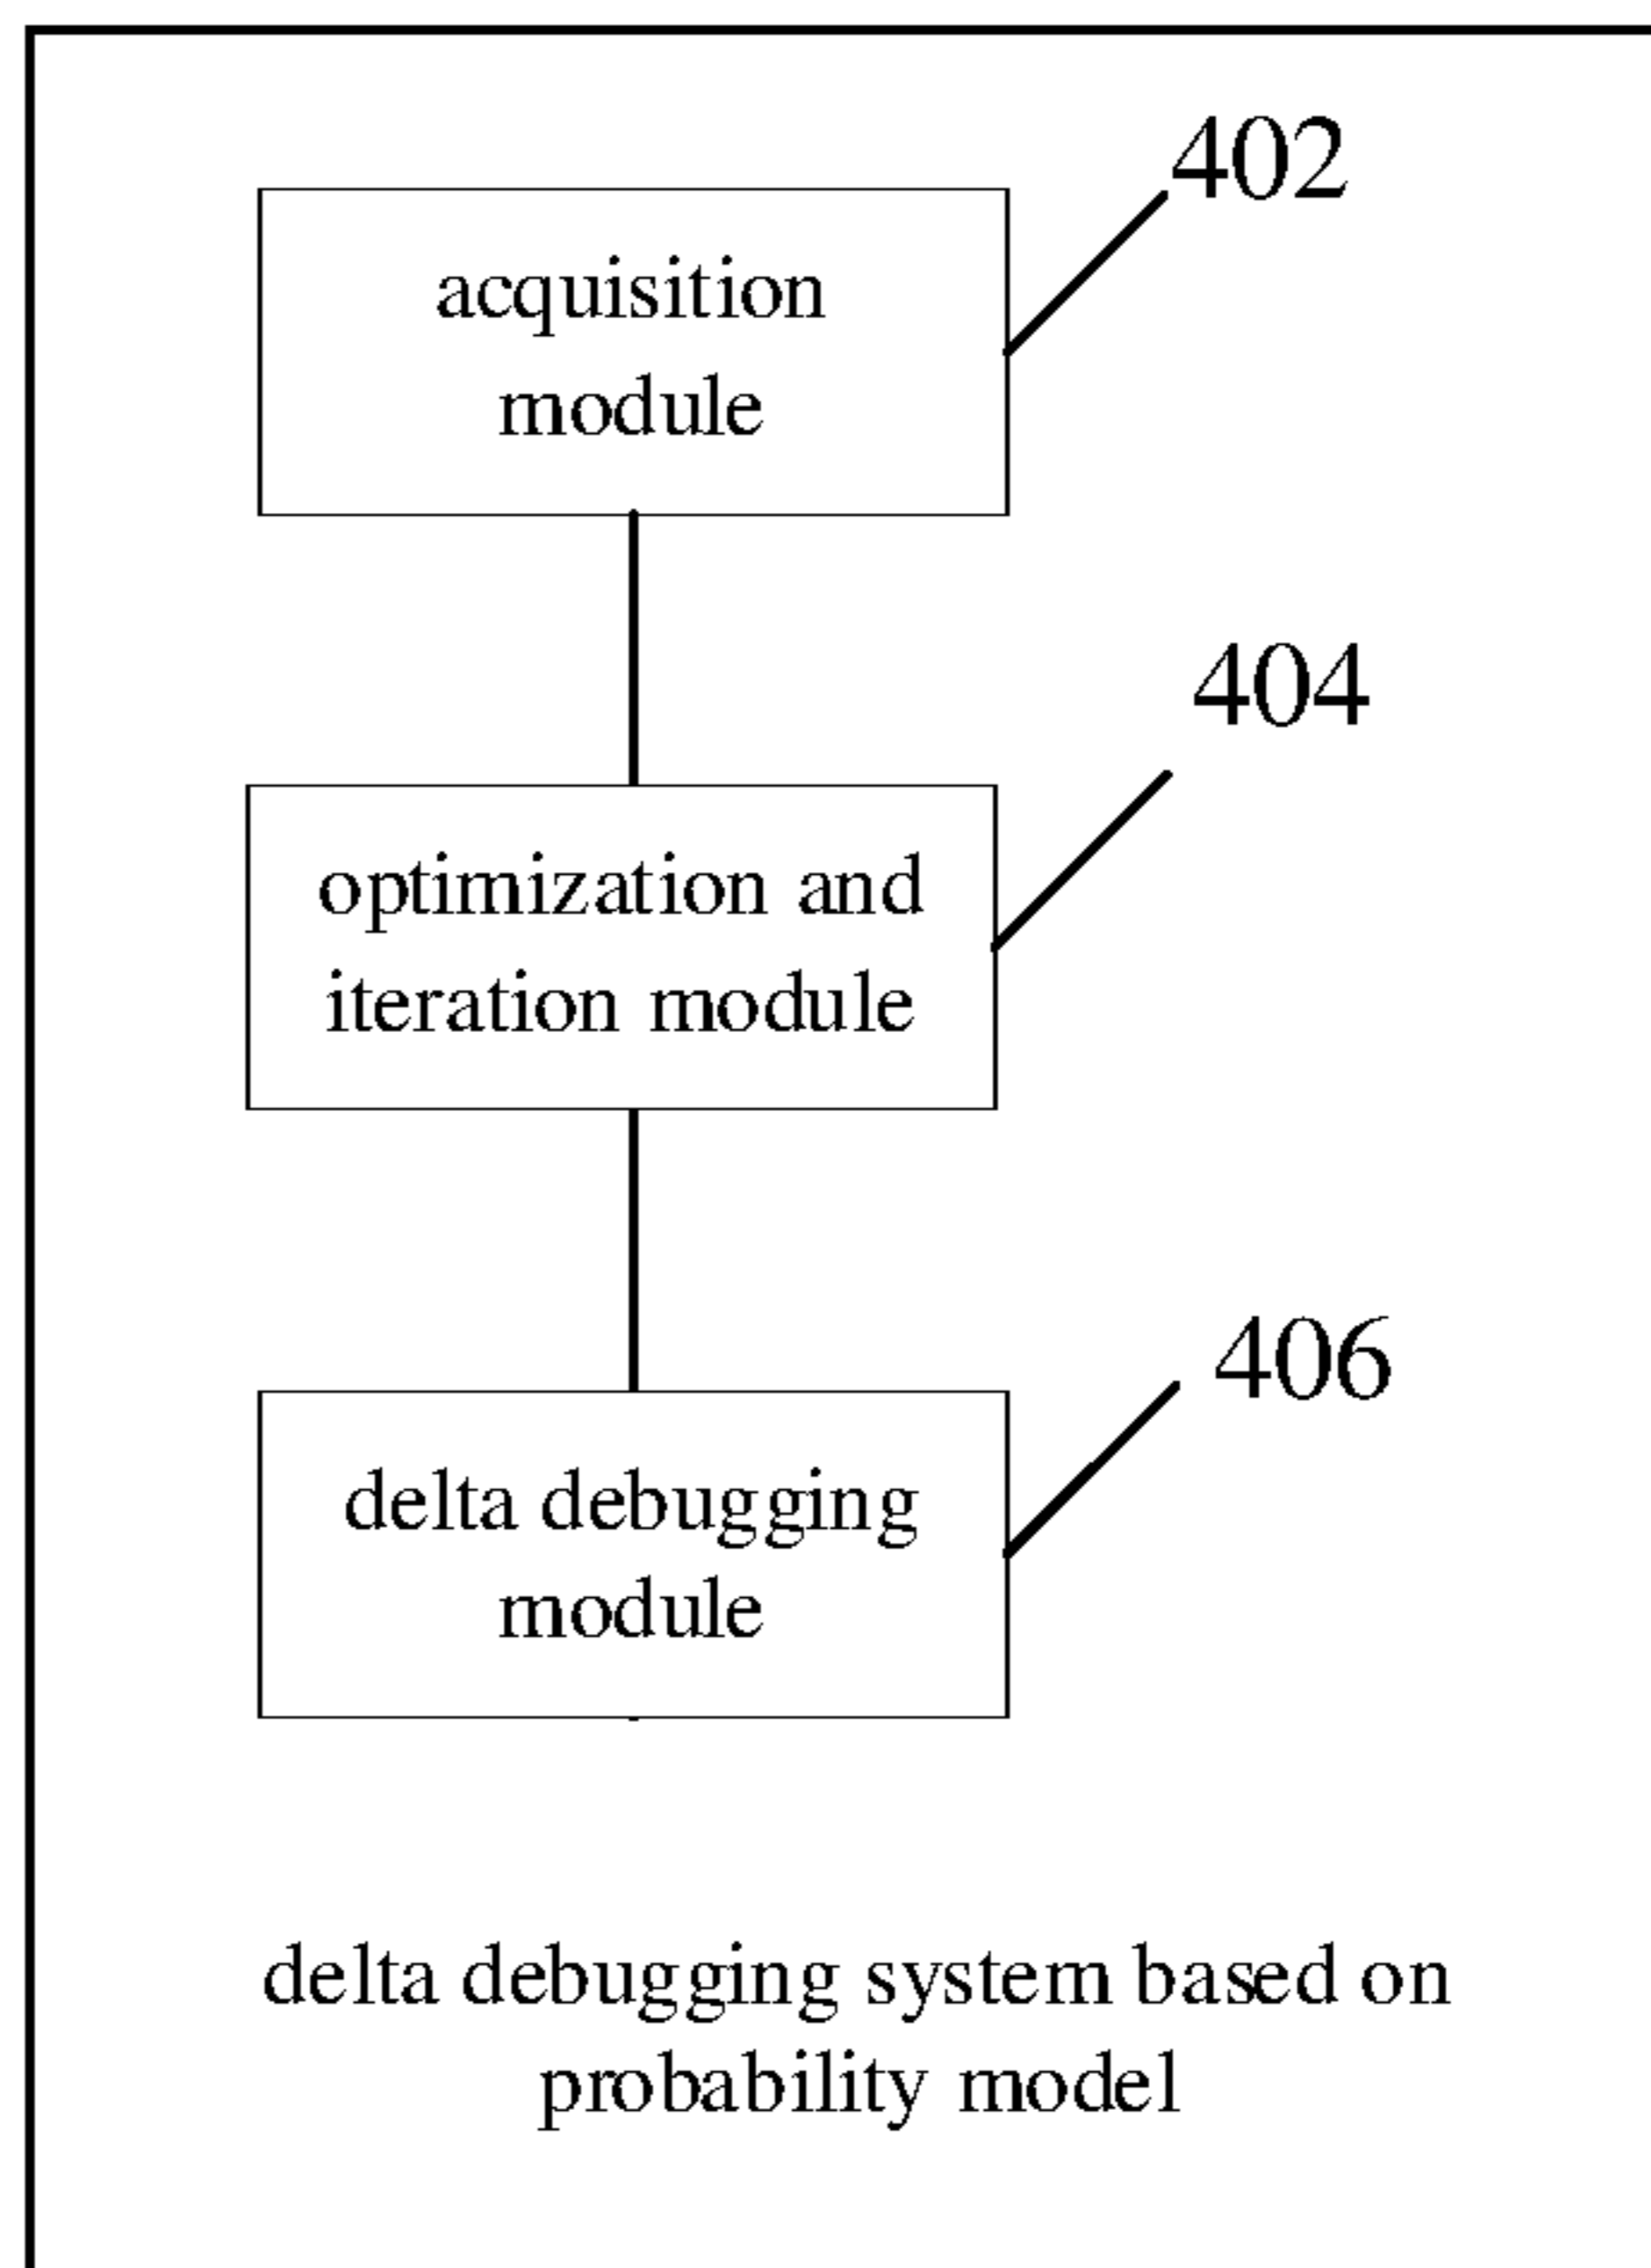 402
acquisition
module
404
optimization and
iteration module
406
delta debugging
module
delta debugging system based on
probability model